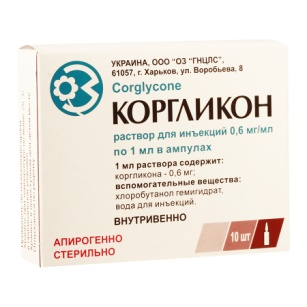 УКРАИНА, ООО "ОЗ "ГНЦЛС",
61057, г. Харьков, ул. Воробьева, 8
Corglycone
КОРГЛИКОН
раствор для инъекций 0,6 мг/мл
по 1 мл в ампулах
1 мл раствора содержит:
коргликона - 0,6 мг;
вспомогательные вещества:
хлоробутанол гемигидрат,
вода для инъекций.
ВНУТРИВЕННО
АПИРОГЕННО
СТЕРИЛЬНО
10 шт